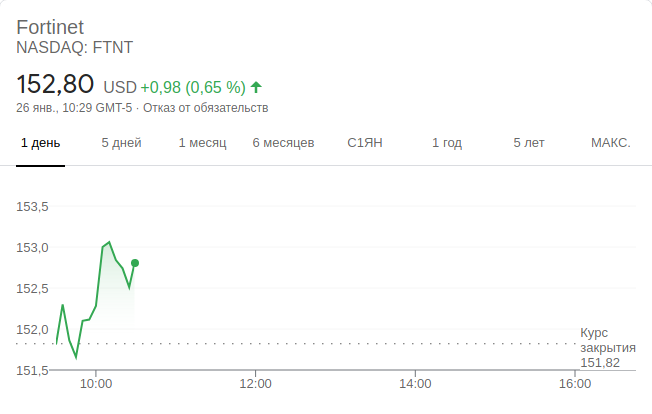 Fortinet
NASDAQ: FTNT
152,80 USD +0,98 (0,65 %)
26 янв., 10:29 GMT-5 · Отказ от обязательств
1 день 5 дней 1 месяц 6 месяцев С1ЯН 1 год 5 лет МАКС.
153,5
153,0
152,5
152,0
151,5
Курс
закрытия
151,82
10:00 12:00 14:00 16:00